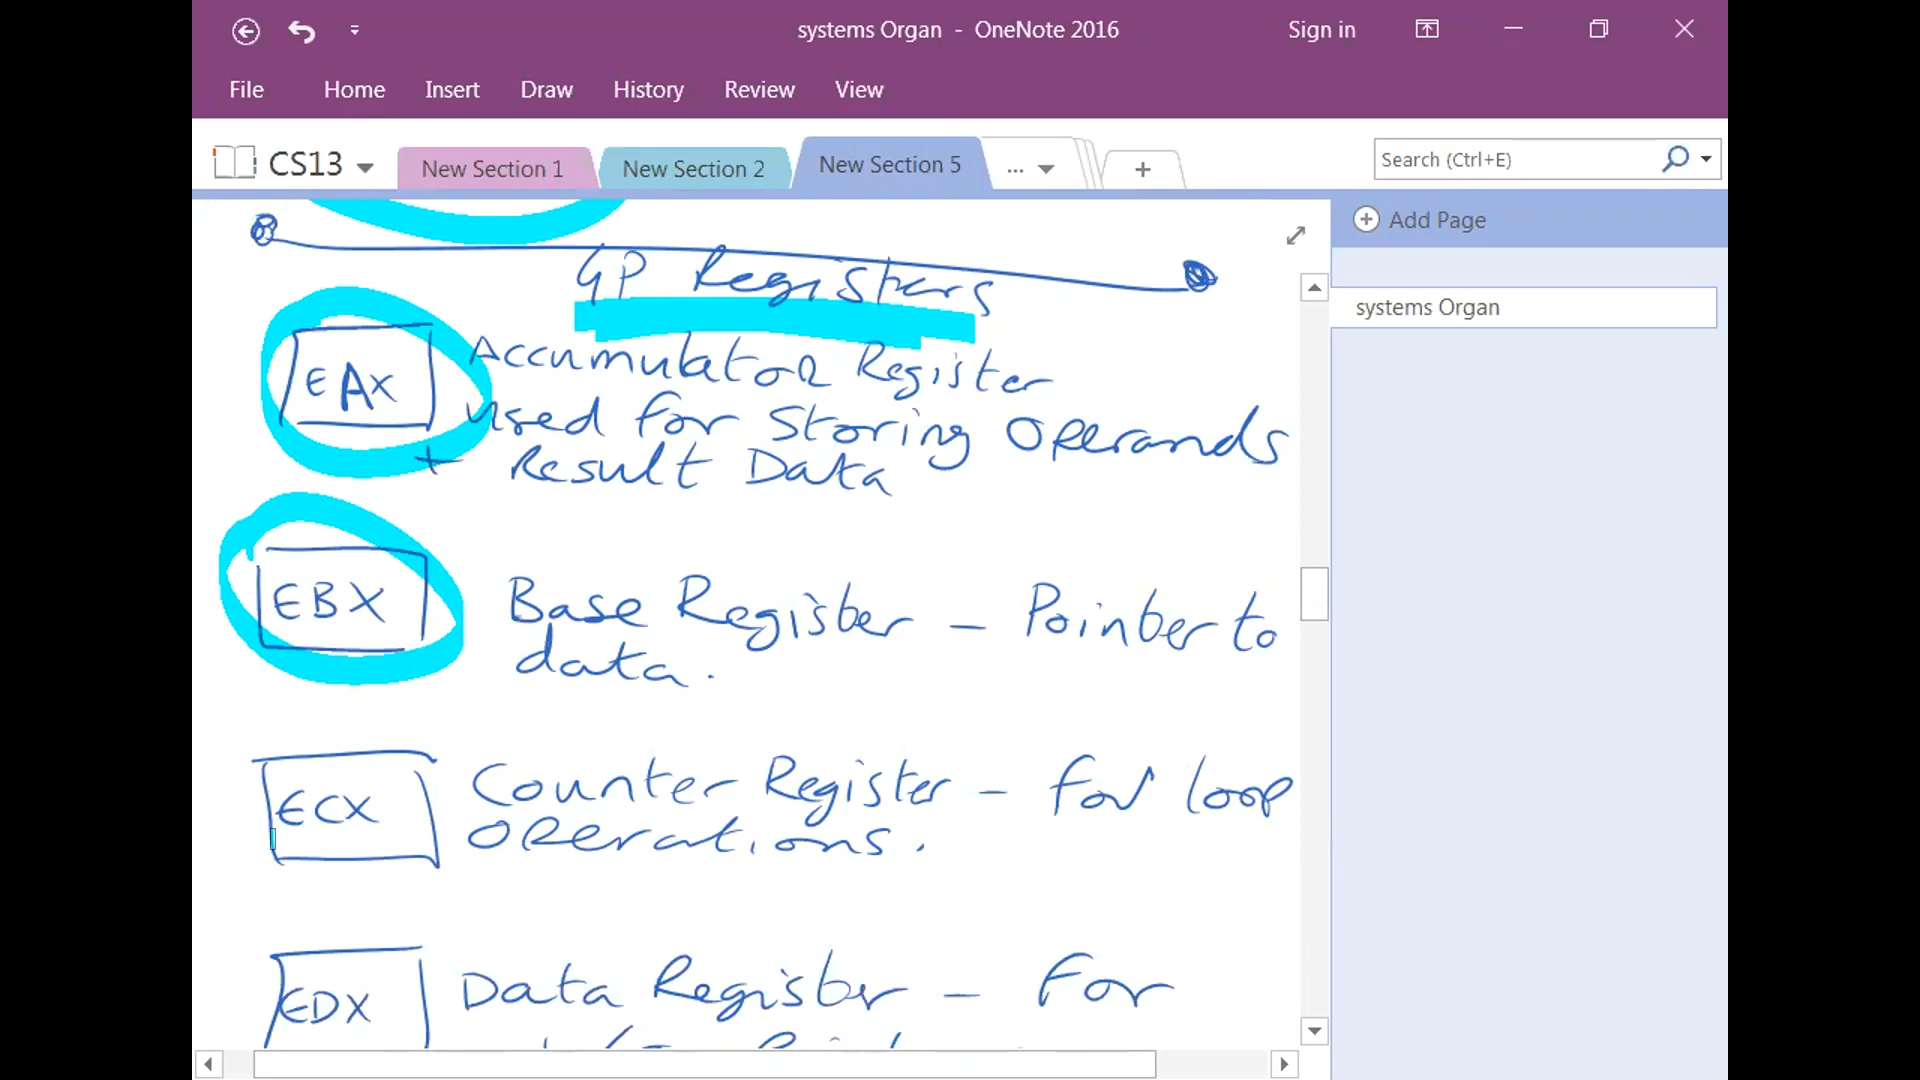 systems Organ - OneNote 2016
Sign in
File Home Insert Draw History Review View
CS13
New Section 1
New Section 2
New Section 5
...
Search (Ctrl+E)
Add Page
systems Organ
GP Registers
EAX
Accumulator Register
used for Storing Operands
+ Result Data
EBX
Base Register - Pointer to
data.
ECX
Counter Register - for loop
operations.
EDX
Data Register - For